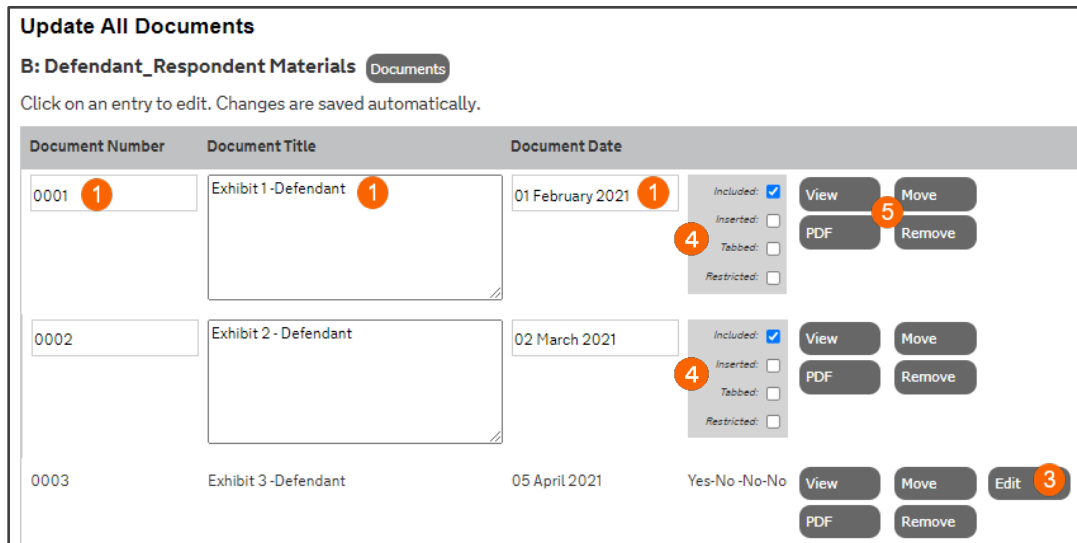 Update All Documents
B: Defendant_Respondent Materials Documents
Click on an entry to edit. Changes are saved automatically.
Document Number Document Title Document Date
0001 1 Exhibit 1 -Defendant 1 01 February 2021 1 Included: View Move
Inserted: 5
4 PDF Remove
Tabbed:
Restricted:
0002 Exhibit 2 - Defendant 02 March 2021 Included: View Move
Inserted:
4 PDF Remove
Tabbed:
Restricted:
0003 Exhibit 3 -Defendant 05 April 2021 Yes-No -No-No View Move Edit 3
PDF Remove